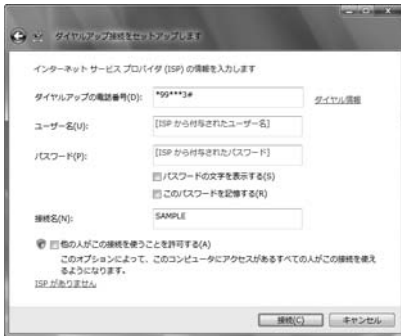 ダイヤルアップ接続をセットアップします
インターネット サービス プロバイダ (ISP) の情報を入力します
ダイヤルアップの電話番号(D): *99***3# ダイヤル情報
ユーザー名(U): [ISP から付与されたユーザー名]
パスワード(P): [ISP から付与されたパスワード]
パスワードの文字を表示する(S)
このパスワードを記憶する(R)
接続名(N): SAMPLE
他の人がこの接続を使うことを許可する(A)
このオプションによって、このコンピュータにアクセスがあるすべての人がこの接続を使え
るようになります。
ISP がありません
接続(C) キャンセル